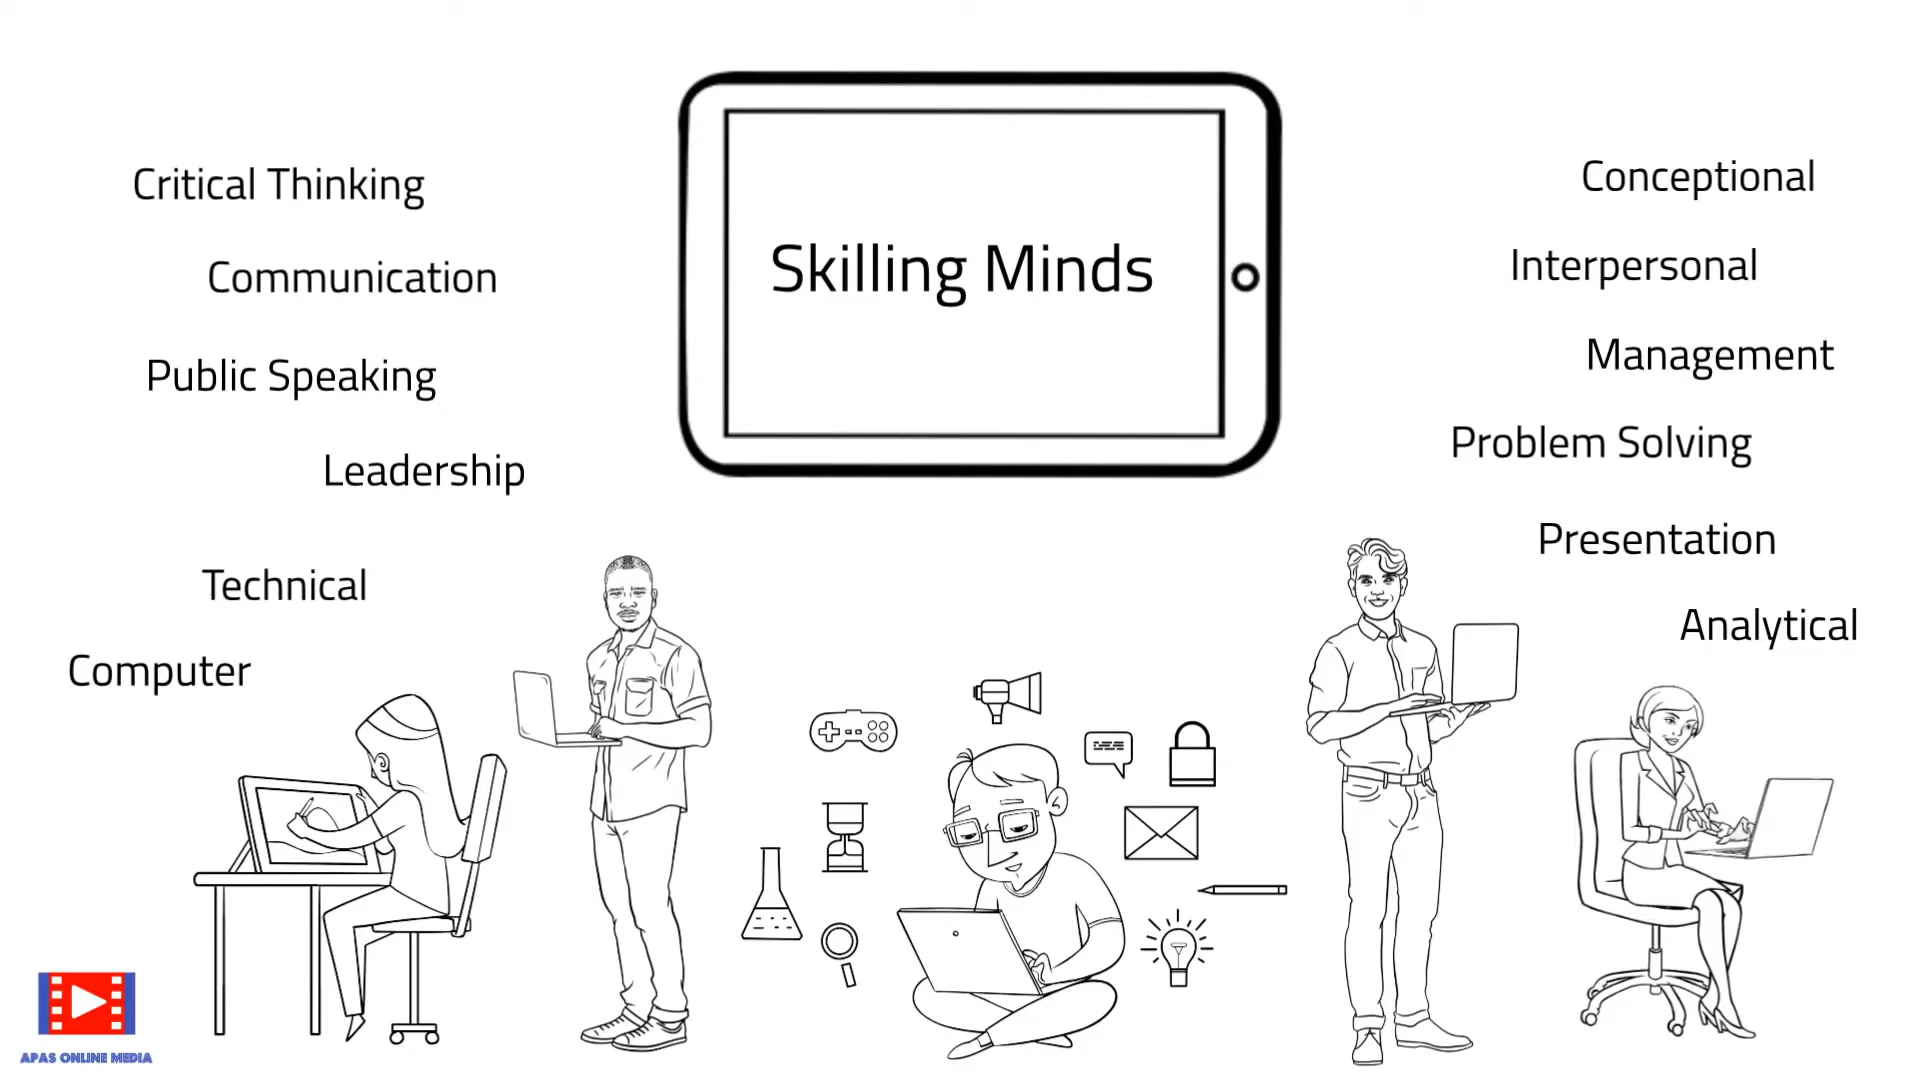 Skilling Minds
Critical Thinking
Communication
Public Speaking
Leadership
Technical
Computer
Conceptional
Interpersonal
Management
Problem Solving
Presentation
Analytical
APAS ONLINE MEDIA